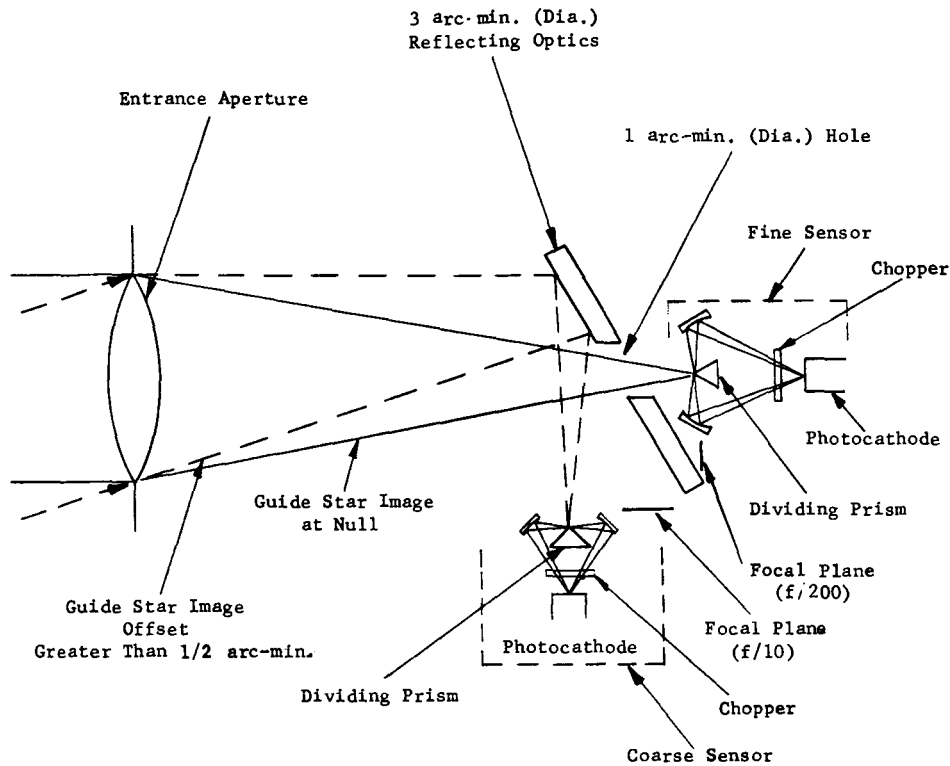 3 arc-min. (Dia.)
Reflecting Optics
Entrance Aperture
1 arc-min. (Dia.) Hole
Fine Sensor
Chopper
Photocathode
Guide Star Image
at Null
Dividing Prism
Focal Plane
(f/200)
Guide Star Image
Offset
Greater Than 1/2 arc-min.
Focal Plane
(f/10)
Photocathode
Dividing Prism
Chopper
Coarse Sensor